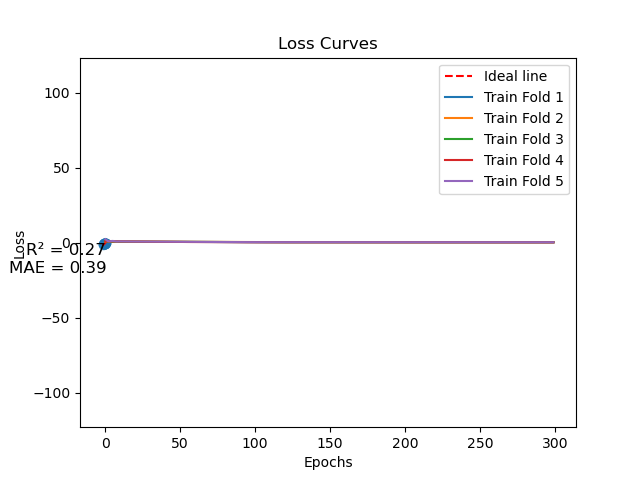 Loss Curves
Ideal line
Train Fold 1
Train Fold 2
Train Fold 3
Train Fold 4
Train Fold 5
100
50
0
−50
−100
Loss
R² = 0.27
MAE = 0.39
0
50
100
150
200
250
300
Epochs